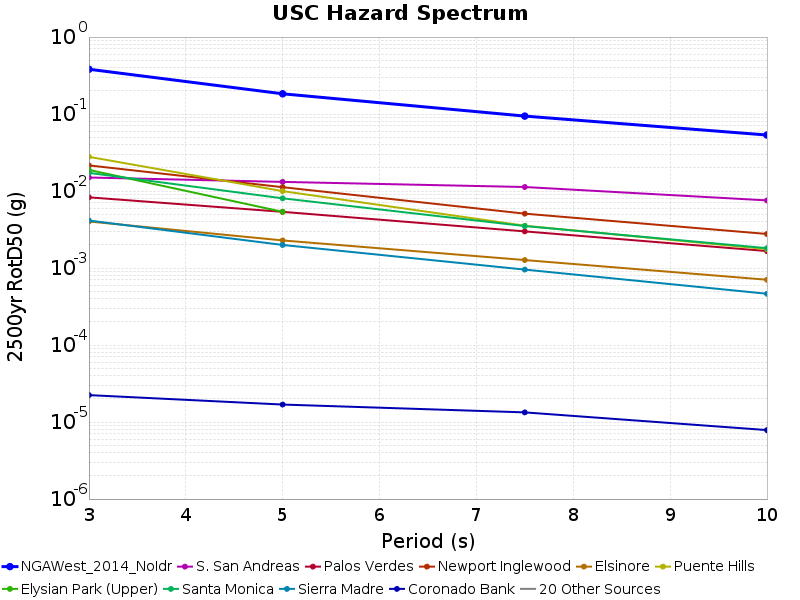 USC Hazard Spectrum
2500yr RotD50 (g)
10^0
10^-1
10^-2
10^-3
10^-4
10^-5
10^-6
3 4 5 6 7 8 9 10
Period (s)
NGAWest_2014_NoIdr S. San Andreas Palos Verdes Newport Inglewood Elsinore Puente Hills
Elysian Park (Upper) Santa Monica Sierra Madre Coronado Bank 20 Other Sources